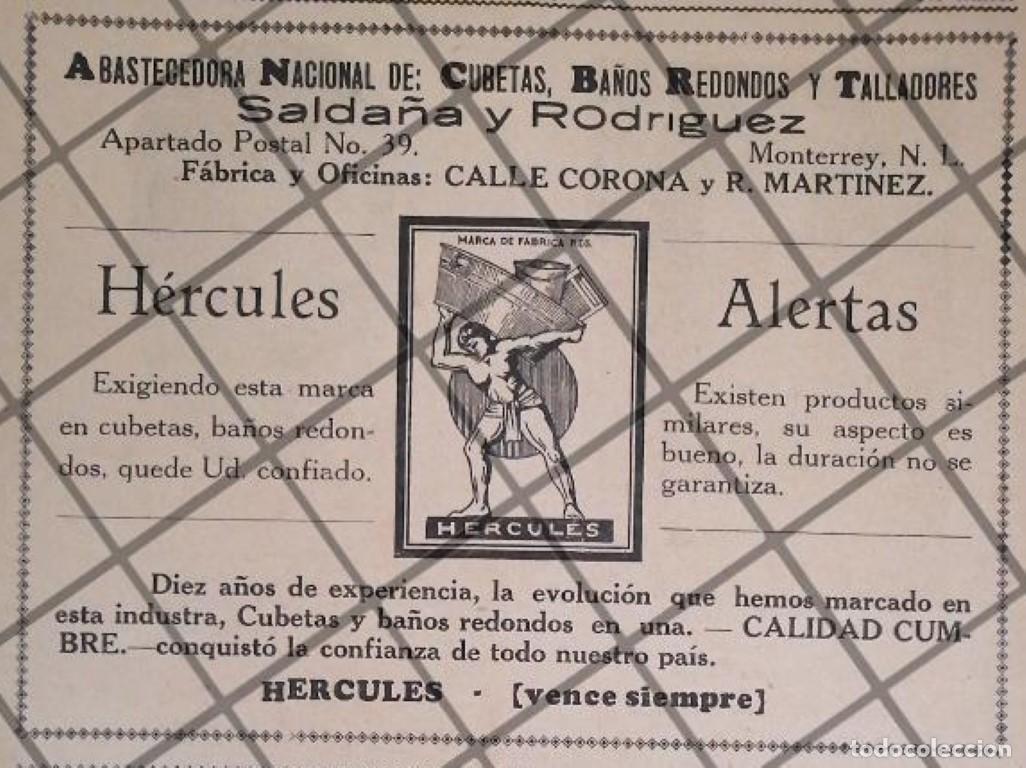 ABASTECEDORA NACIONAL DE: CUBETAS, BAÑOS REDONDOS Y TALLADORES
Saldaña y ROdriguez
Apartado Postal No. 39.
Monterrey, N. L.
Fábrica y Oficinas: CALLE CORONA y R. MARTINEZ.
Hércules
Exigiendo esta marca
en cubetas, baños redon-
dos, quede Ud. confiado.
MARCA DE FABRICA REG.
HERCULES
Alertas
Existen productos si-
milares, su aspecto es
bueno, la duración no se
garantiza.
Diez años de experiencia, la evolución que hemos marcado en
esta industra, Cubetas y baños redondos en una. — CALIDAD CUM-
BRE.—conquistó la confianza de todo nuestro país.
HERCULES - [vence siempre]
todocoleccion